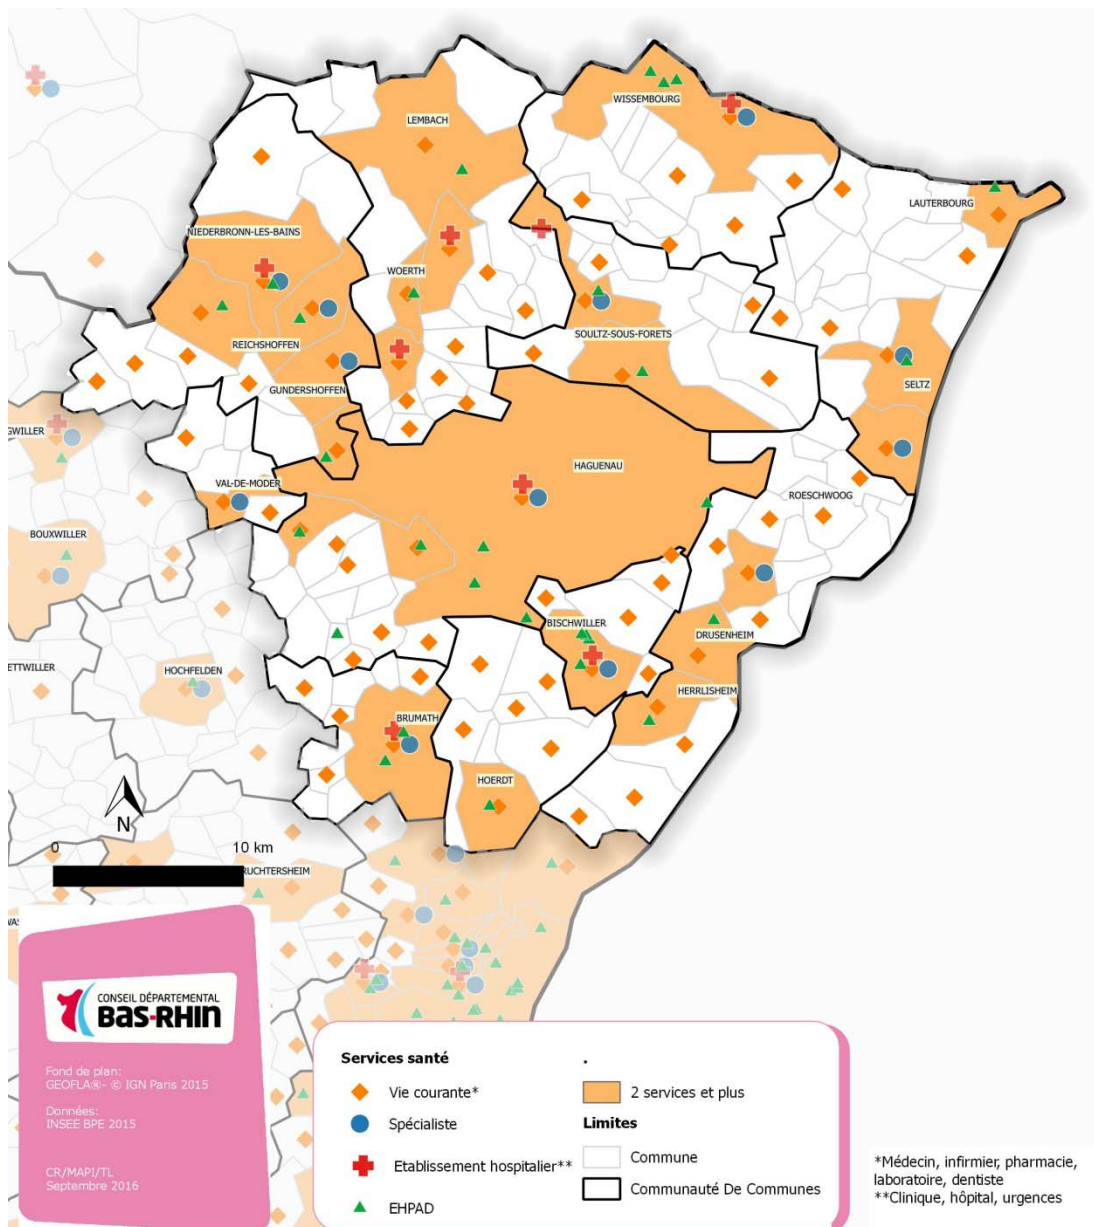 WISSEMBOURG
LEMBACH
LAUTERBOURG
NIEDERBRONN-LES-BAINS
WOERTH
SOULTZ-SOUS-FORETS
REICHSHOFFEN
SELTZ
GUNDERSHOFFEN
GWILLER
HAGUENAU
VAL-DE-MODER
ROESCHWOOG
BOUXWILLER
BISCHWILLER
DRUSENHEIM
ETTWILLER
HOCHFELDEN
HERRLISHEIM
BRUMATH
HOERDT
N
0 10 km
RUCHTERSHEIM
WAS
CONSEIL DÉPARTEMENTAL
BAS-RHIN
Fond de plan:
GEOFLA®- © IGN Paris 2015
Données:
INSEE BPE 2015
CR/MAPI/TL
Septembre 2016
Services santé
Vie courante*
Spécialiste
Etablissement hospitalier**
EHPAD
.
2 services et plus
Limites
Commune
Communauté De Communes
*Médecin, infirmier, pharmacie,
laboratoire, dentiste
**Clinique, hôpital, urgences